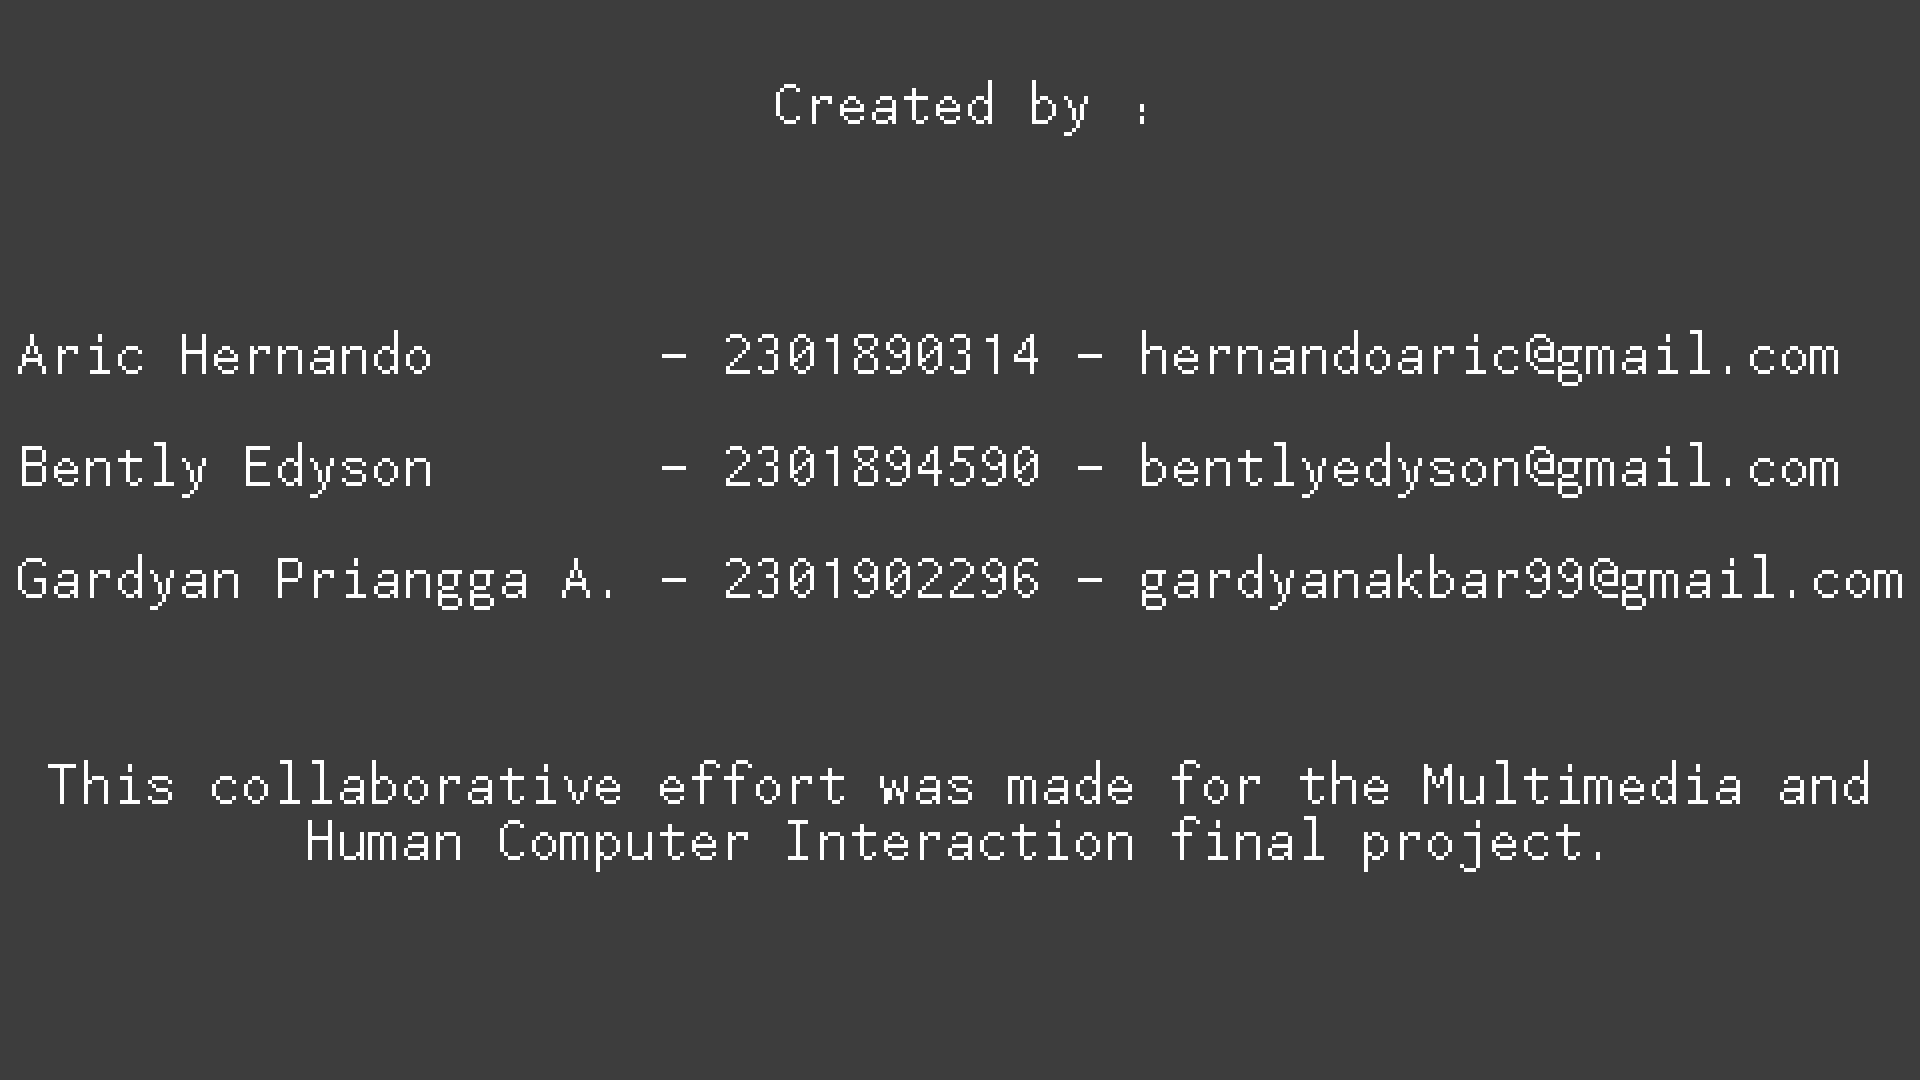 Created by :
Aric Hernando - 2301890314 - hernandoaric@gmail.com
Bently Edyson - 2301894590 - bentlyedyson@gmail.com
Gardyan Priangga A. - 2301902296 - gardyanakbar99@gmail.com
This collaborative effort was made for the Multimedia and
Human Computer Interaction final project.